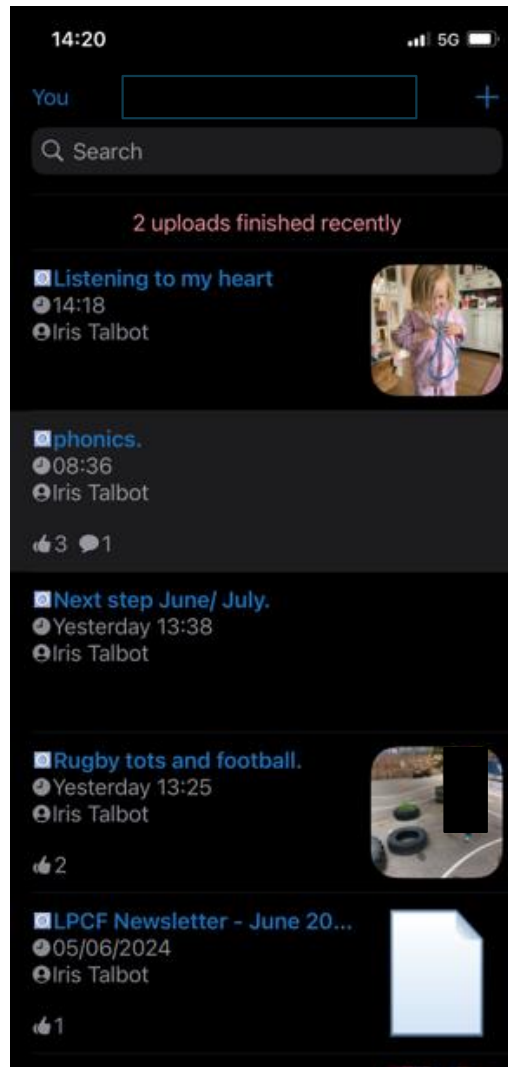 14:20
5G
You
Search
2 uploads finished recently
Listening to my heart
14:18
Iris Talbot
phonics.
08:36
Iris Talbot
3 1
Next step June/ July.
Yesterday 13:38
Iris Talbot
Rugby tots and football.
Yesterday 13:25
Iris Talbot
2
LPCF Newsletter - June 20...
05/06/2024
Iris Talbot
1